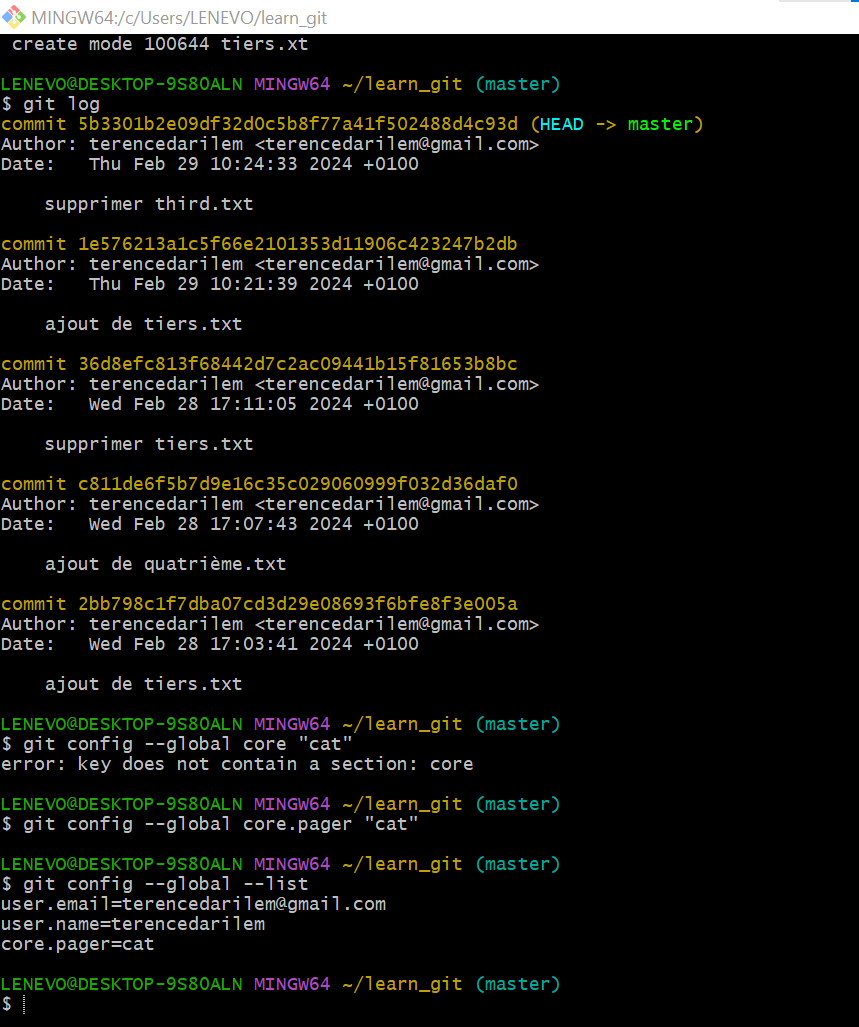 MINGW64:/c/Users/LENEVO/learn_git
create mode 100644 tiers.xt
LENEVO@DESKTOP-9S80ALN MINGW64 ~/learn_git (master)
$ git log
commit 5b3301b2e09df32d0c5b8f77a41f502488d4c93d (HEAD -> master)
Author: terencedarilem <terencedarilem@gmail.com>
Date:   Thu Feb 29 10:24:33 2024 +0100
supprimer third.txt
commit 1e576213a1c5f66e2101353d11906c423247b2db
Author: terencedarilem <terencedarilem@gmail.com>
Date:   Thu Feb 29 10:21:39 2024 +0100
ajout de tiers.txt
commit 36d8efc813f68442d7c2ac09441b15f81653b8bc
Author: terencedarilem <terencedarilem@gmail.com>
Date:   Wed Feb 28 17:11:05 2024 +0100
supprimer tiers.txt
commit c811de6f5b7d9e16c35c029060999f032d36daf0
Author: terencedarilem <terencedarilem@gmail.com>
Date:   Wed Feb 28 17:07:43 2024 +0100
ajout de quatrième.txt
commit 2bb798c1f7dba07cd3d29e08693f6bfe8f3e005a
Author: terencedarilem <terencedarilem@gmail.com>
Date:   Wed Feb 28 17:03:41 2024 +0100
ajout de tiers.txt
LENEVO@DESKTOP-9S80ALN MINGW64 ~/learn_git (master)
$ git config --global core "cat"
error: key does not contain a section: core
LENEVO@DESKTOP-9S80ALN MINGW64 ~/learn_git (master)
$ git config --global core.pager "cat"
LENEVO@DESKTOP-9S80ALN MINGW64 ~/learn_git (master)
$ git config --global --list
user.email=terencedarilem@gmail.com
user.name=terencedarilem
core.pager=cat
LENEVO@DESKTOP-9S80ALN MINGW64 ~/learn_git (master)
$